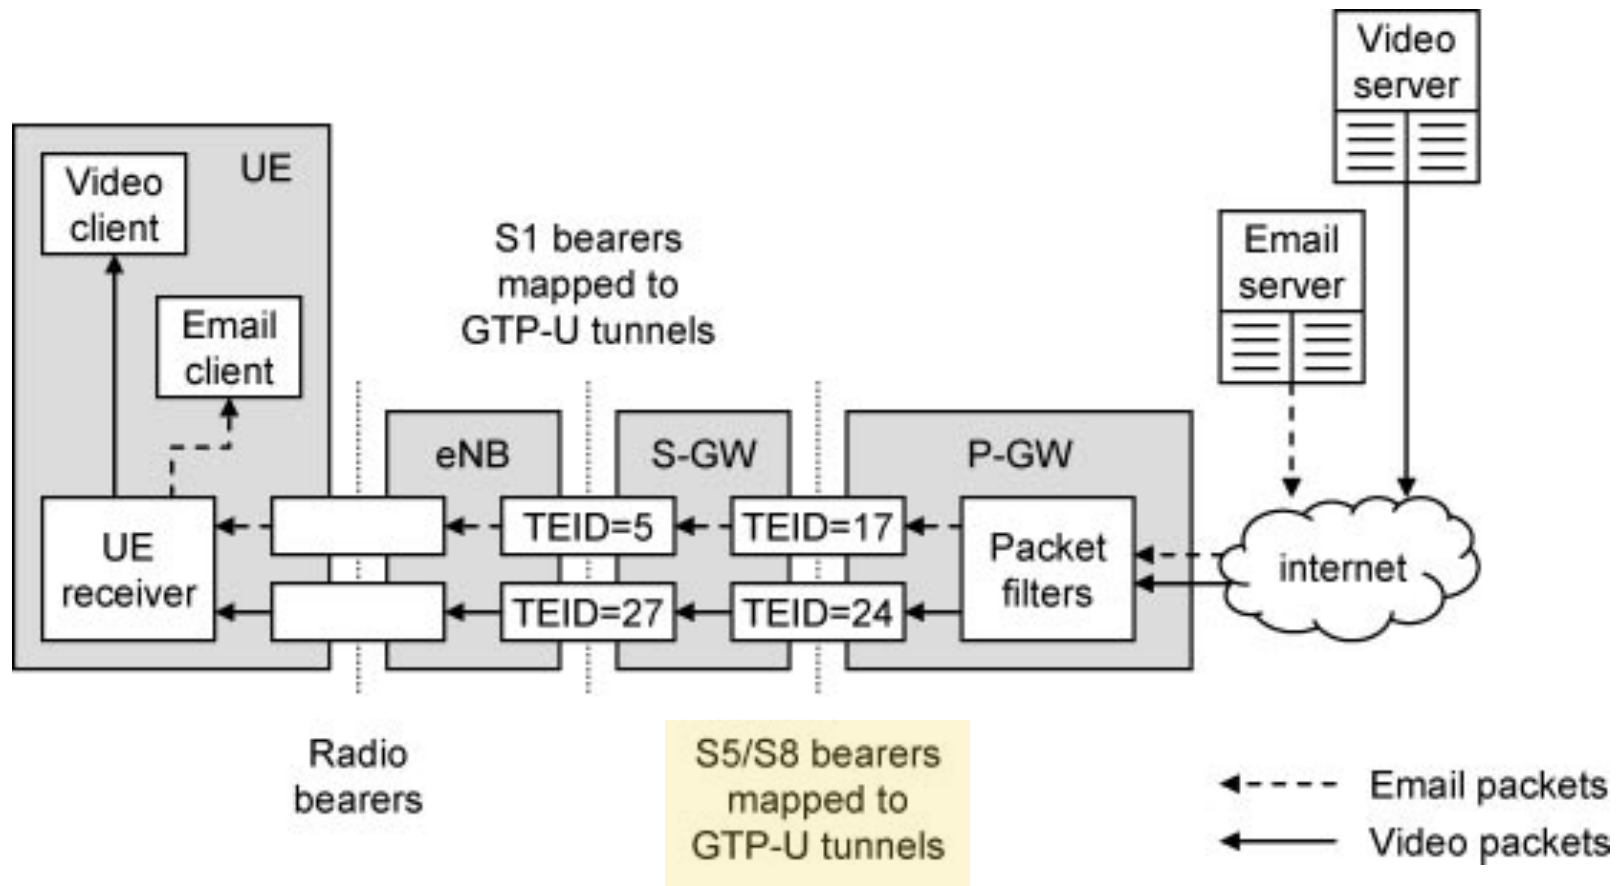 Video
server
UE
Video
client
S1 bearers
mapped to
GTP-U tunnels
Email
server
Email
client
eNB
S-GW
P-GW
UE
receiver
TEID=5
TEID=17
TEID=27
TEID=24
Packet
filters
internet
Radio
bearers
S5/S8 bearers
mapped to
GTP-U tunnels
Email packets
Video packets